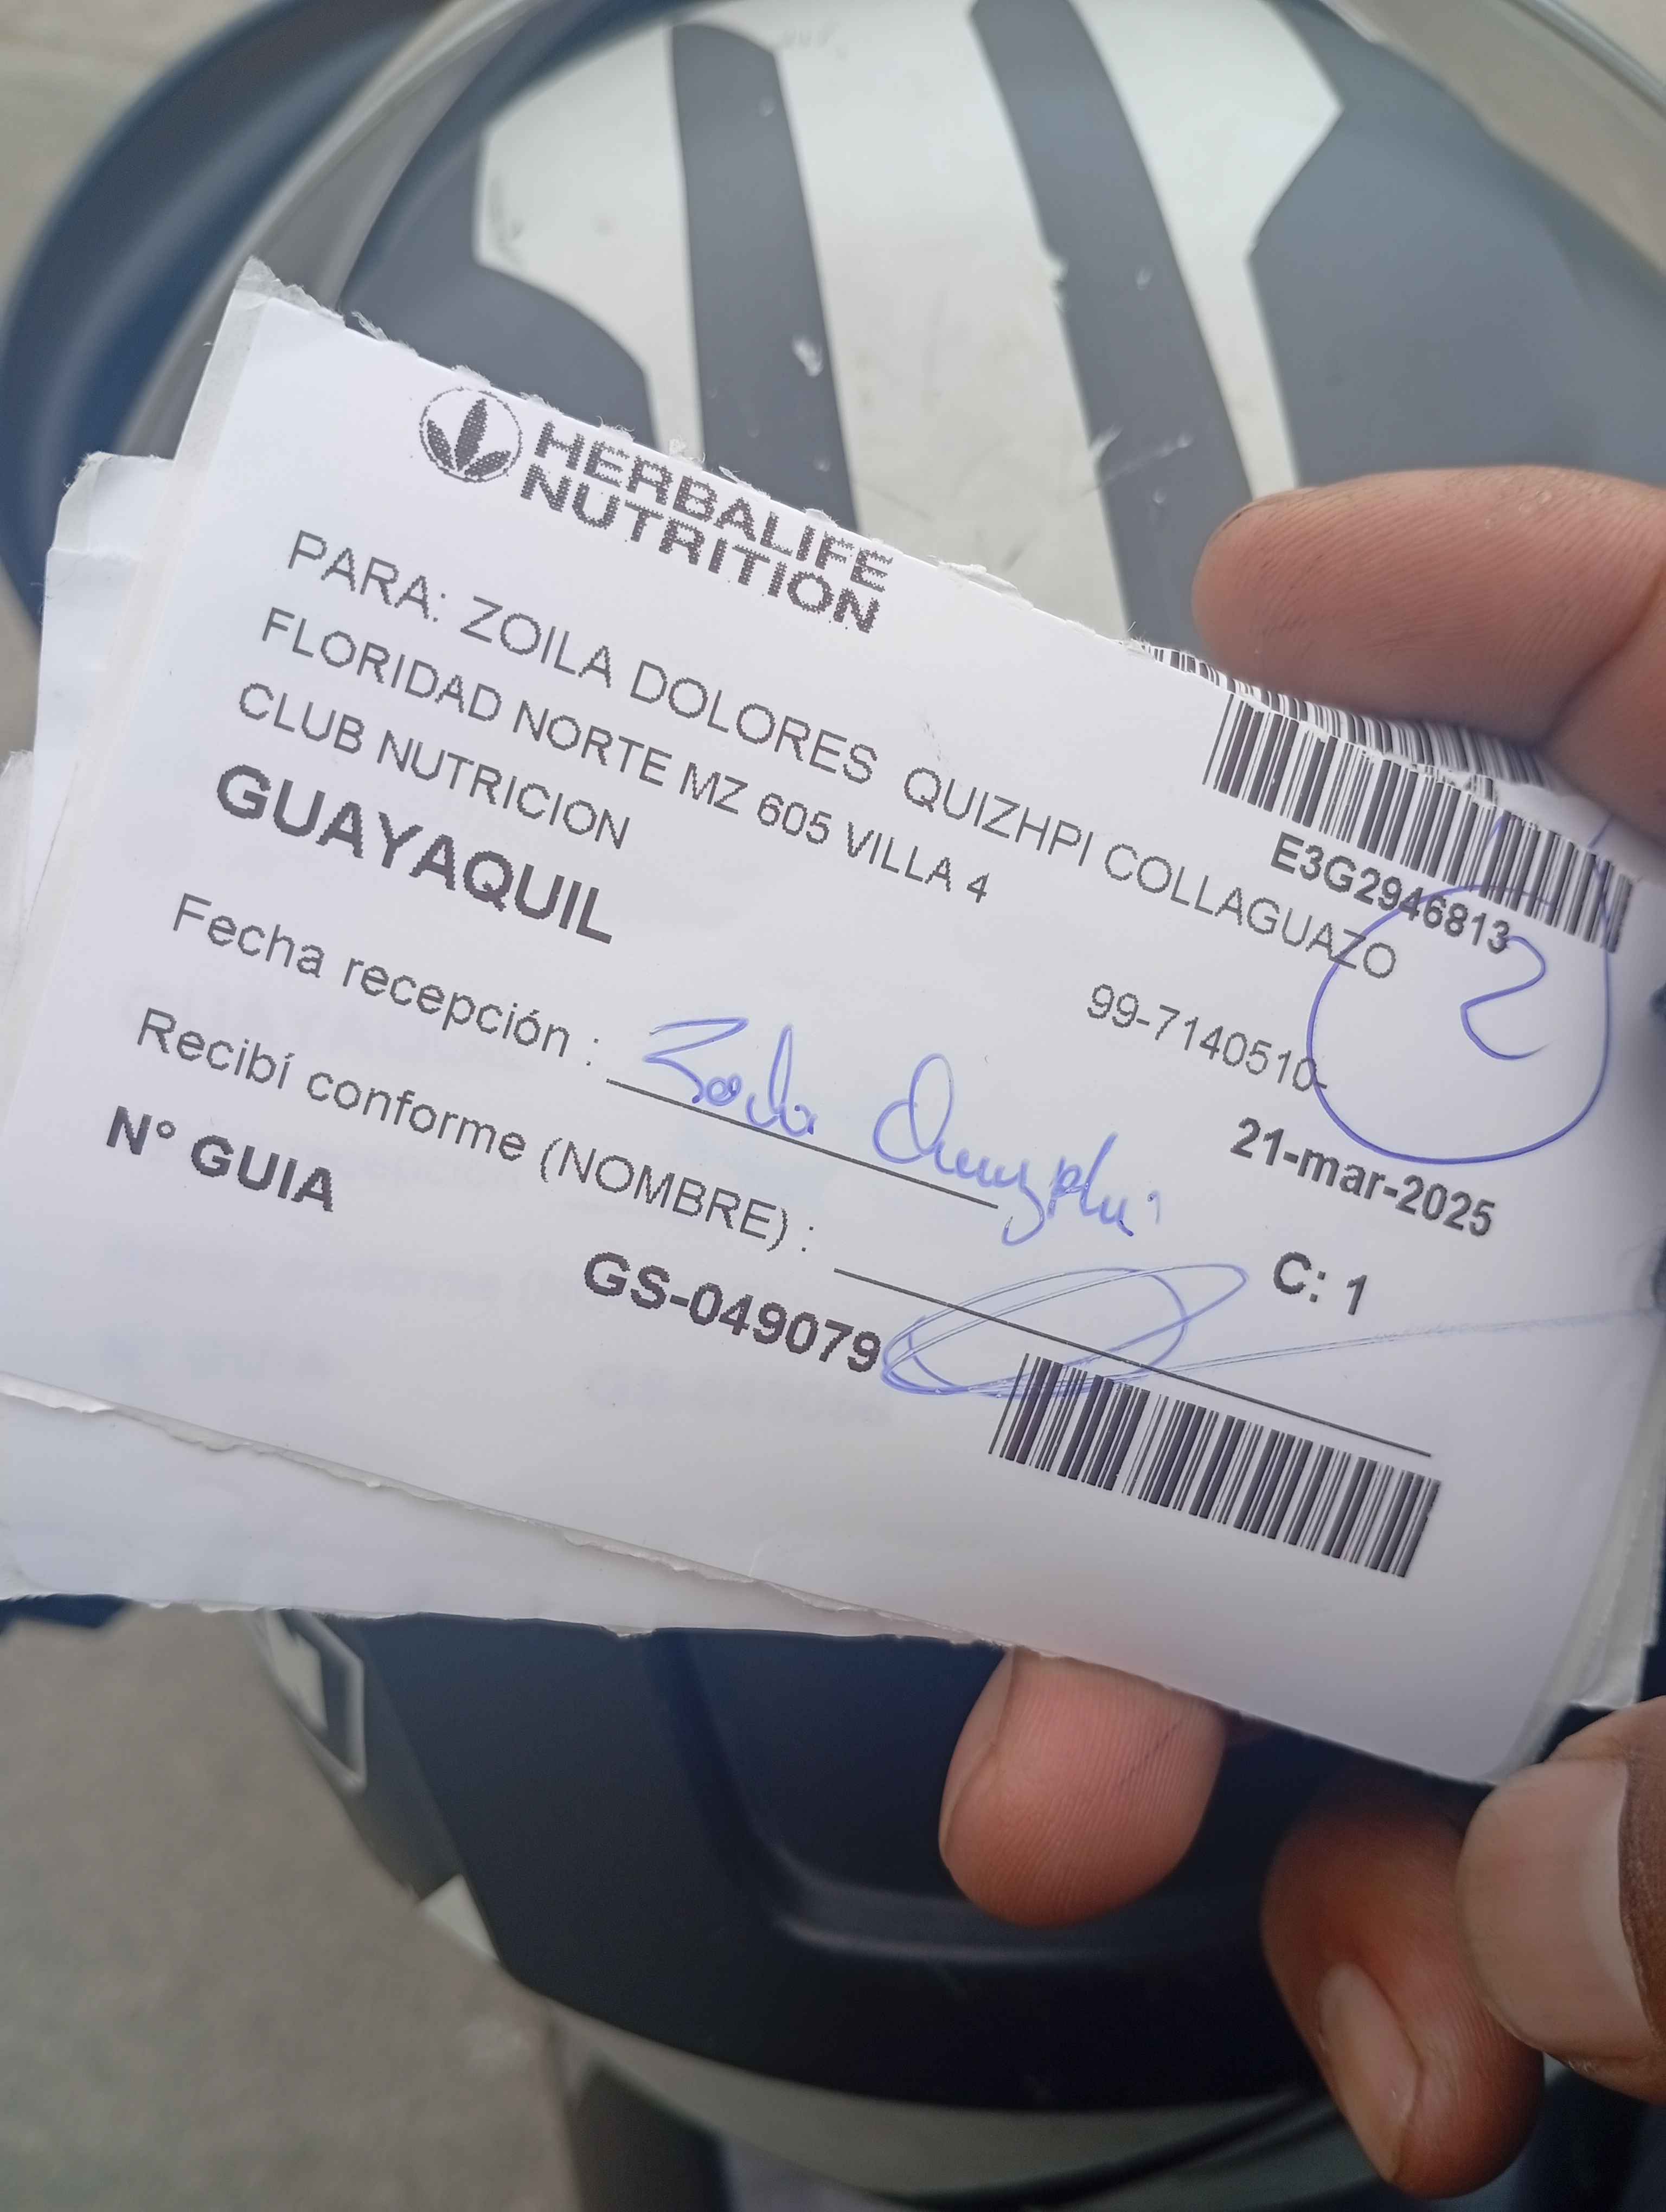 HERBALIFE
NUTRITION
PARA: ZOILA DOLORES QUIZHPI COLLAGUAZO
FLORIDAD NORTE MZ 605 VILLA 4
CLUB NUTRICION
GUAYAQUIL
E3G2946813
2
99-7140510-
21-mar-2025
Fecha recepción :
Recibí conforme (NOMBRE) :
C: 1
N° GUIA
GS-049079